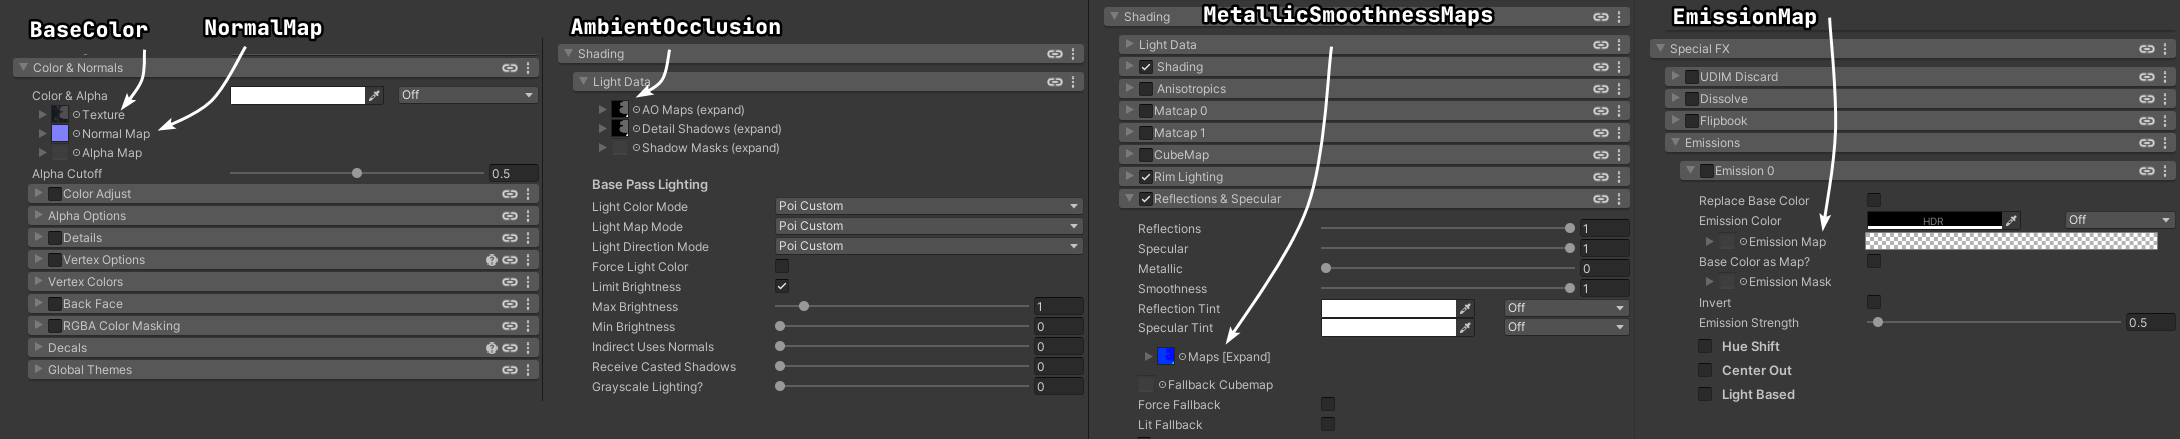 BaseColor
NormalMap
Color & Normals
Color & Alpha
Off
Texture
Normal Map
Alpha Map
Alpha Cutoff
0.5
Color Adjust
Alpha Options
Details
Vertex Options
Vertex Colors
Back Face
RGBA Color Masking
Decals
Global Themes
AmbientOcclusion
Shading
Light Data
AO Maps (expand)
Detail Shadows (expand)
Shadow Masks (expand)
Base Pass Lighting
Light Color Mode
Poi Custom
Light Map Mode
Poi Custom
Light Direction Mode
Poi Custom
Force Light Color
Limit Brightness
Max Brightness
1
Min Brightness
0
Indirect Uses Normals
0
Receive Casted Shadows
0
Grayscale Lighting?
0
MetallicSmoothnessMaps
Shading
Light Data
Shading
Anisotropics
Matcap 0
Matcap 1
CubeMap
Rim Lighting
Reflections & Specular
Reflections
1
Specular
1
Metallic
0
Smoothness
1
Reflection Tint
Off
Specular Tint
Off
Maps [Expand]
Fallback Cubemap
Force Fallback
Lit Fallback
EmissionMap
Special FX
UDIM Discard
Dissolve
Flipbook
Emissions
Emission 0
Replace Base Color
Emission Color
HDR
Off
Emission Map
Base Color as Map?
Emission Mask
Invert
Emission Strength
0.5
Hue Shift
Center Out
Light Based